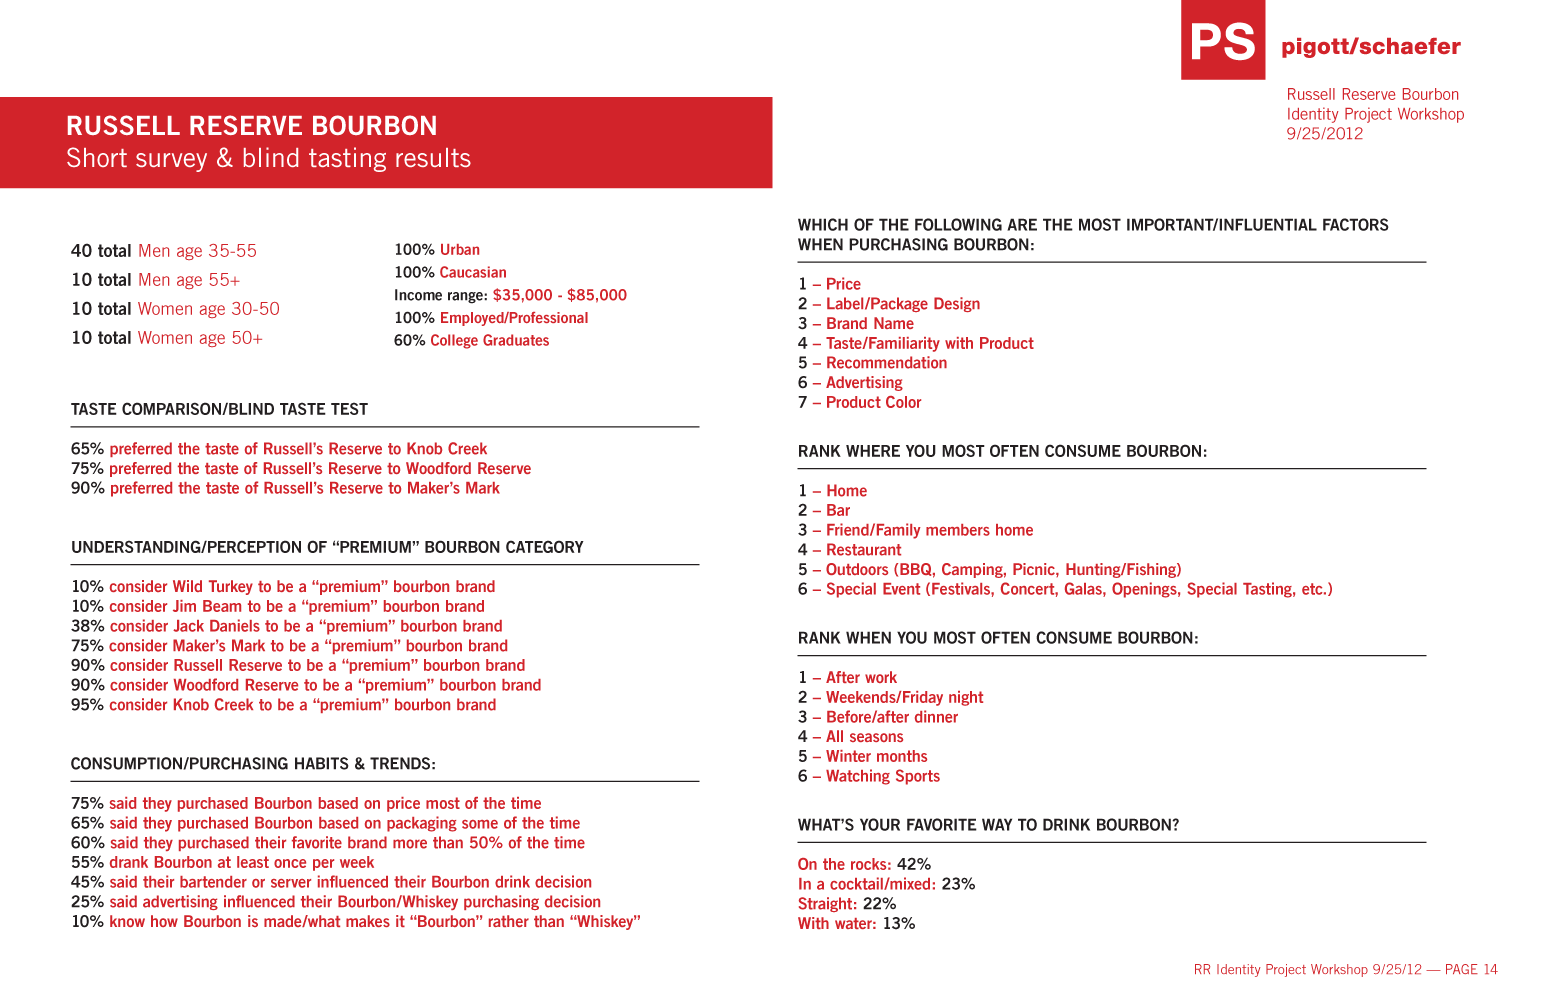 PS pigott/schaefer
Russell Reserve Bourbon
Identity Project Workshop
9/25/2012
RUSSELL RESERVE BOURBON
Short survey & blind tasting results
40 total Men age 35-55
10 total Men age 55+
10 total Women age 30-50
10 total Women age 50+
100% Urban
100% Caucasian
Income range: $35,000 - $85,000
100% Employed/Professional
60% College Graduates
TASTE COMPARISON/BLIND TASTE TEST
65% preferred the taste of Russell’s Reserve to Knob Creek
75% preferred the taste of Russell’s Reserve to Woodford Reserve
90% preferred the taste of Russell’s Reserve to Maker’s Mark
UNDERSTANDING/PERCEPTION OF “PREMIUM” BOURBON CATEGORY
10% consider Wild Turkey to be a “premium” bourbon brand
10% consider Jim Beam to be a “premium” bourbon brand
38% consider Jack Daniels to be a “premium” bourbon brand
75% consider Maker’s Mark to be a “premium” bourbon brand
90% consider Russell Reserve to be a “premium” bourbon brand
90% consider Woodford Reserve to be a “premium” bourbon brand
95% consider Knob Creek to be a “premium” bourbon brand
CONSUMPTION/PURCHASING HABITS & TRENDS:
75% said they purchased Bourbon based on price most of the time
65% said they purchased Bourbon based on packaging some of the time
60% said they purchased their favorite brand more than 50% of the time
55% drank Bourbon at least once per week
45% said their bartender or server influenced their Bourbon drink decision
25% said advertising influenced their Bourbon/Whiskey purchasing decision
10% know how Bourbon is made/what makes it “Bourbon” rather than “Whiskey”
WHICH OF THE FOLLOWING ARE THE MOST IMPORTANT/INFLUENTIAL FACTORS
WHEN PURCHASING BOURBON:
1 – Price
2 – Label/Package Design
3 – Brand Name
4 – Taste/Familiarity with Product
5 – Recommendation
6 – Advertising
7 – Product Color
RANK WHERE YOU MOST OFTEN CONSUME BOURBON:
1 – Home
2 – Bar
3 – Friend/Family members home
4 – Restaurant
5 – Outdoors (BBQ, Camping, Picnic, Hunting/Fishing)
6 – Special Event (Festivals, Concert, Galas, Openings, Special Tasting, etc.)
RANK WHEN YOU MOST OFTEN CONSUME BOURBON:
1 – After work
2 – Weekends/Friday night
3 – Before/after dinner
4 – All seasons
5 – Winter months
6 – Watching Sports
WHAT’S YOUR FAVORITE WAY TO DRINK BOURBON?
On the rocks: 42%
In a cocktail/mixed: 23%
Straight: 22%
With water: 13%
RR Identity Project Workshop 9/25/12 — PAGE 14